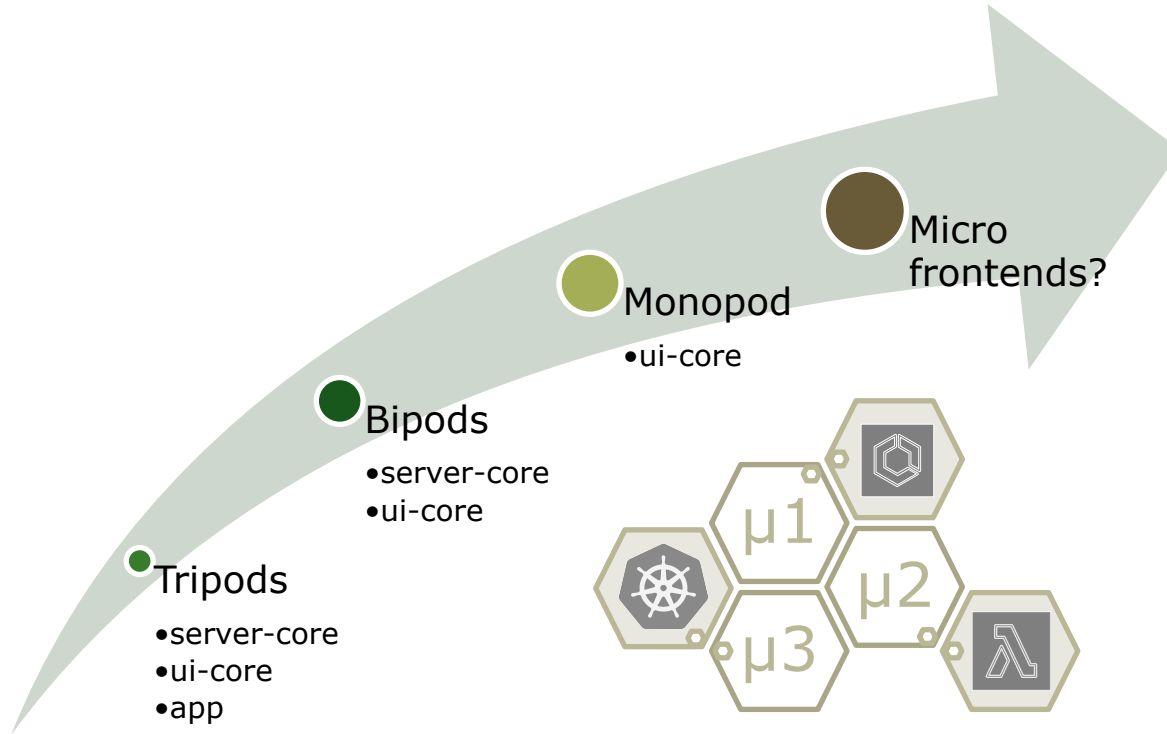 Tripods
•server-core
•ui-core
•app
Bipods
•server-core
•ui-core
Monopod
•ui-core
Micro
frontends?
µ1
µ2
µ3